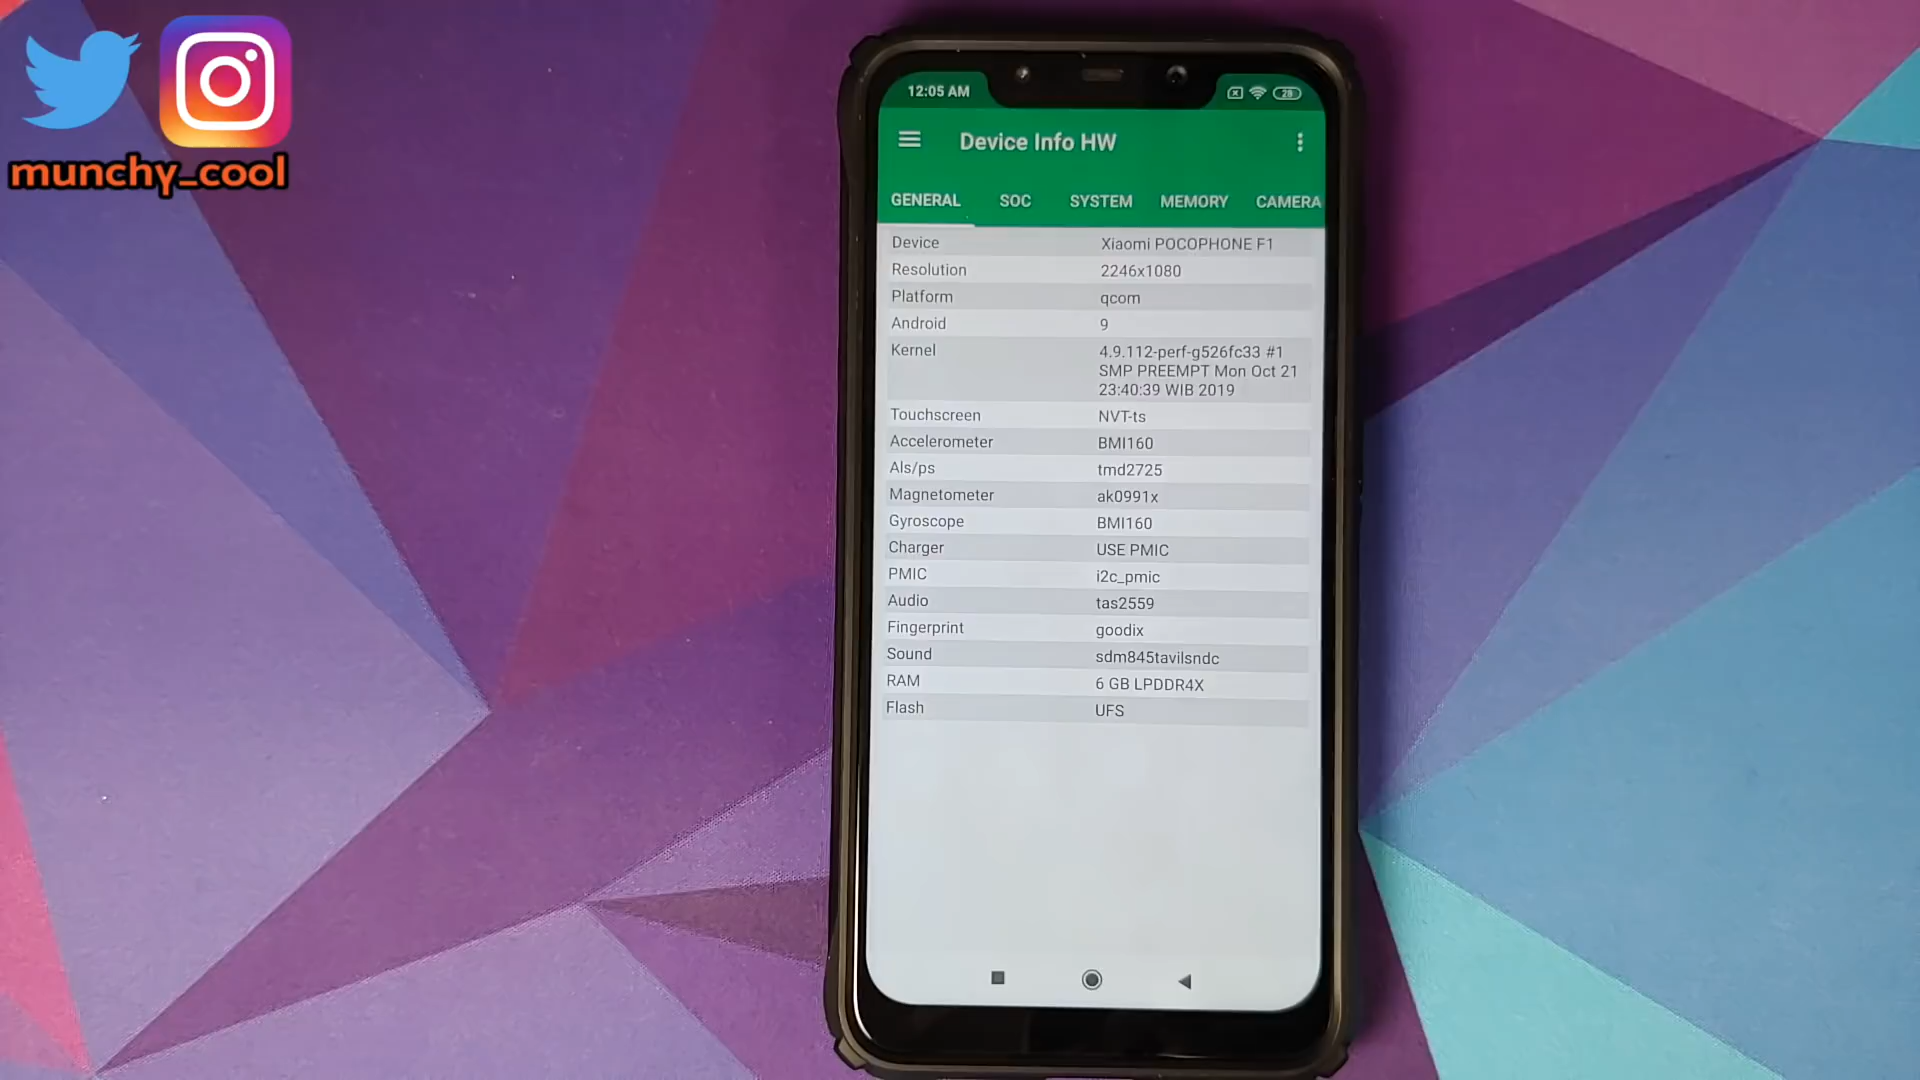 munchy_cool
12:05 AM
28
Device Info HW
GENERAL SOC SYSTEM MEMORY CAMERA
Device Xiaomi POCOPHONE F1
Resolution 2246x1080
Platform qcom
Android 9
Kernel 4.9.112-perf-g526fc33 #1
SMP PREEMPT Mon Oct 21
23:40:39 WIB 2019
Touchscreen NVT-ts
Accelerometer BMI160
Als/ps tmd2725
Magnetometer ak0991x
Gyroscope BMI160
Charger USE PMIC
PMIC i2c_pmic
Audio tas2559
Fingerprint goodix
Sound sdm845tavilsndc
RAM 6 GB LPDDR4X
Flash UFS